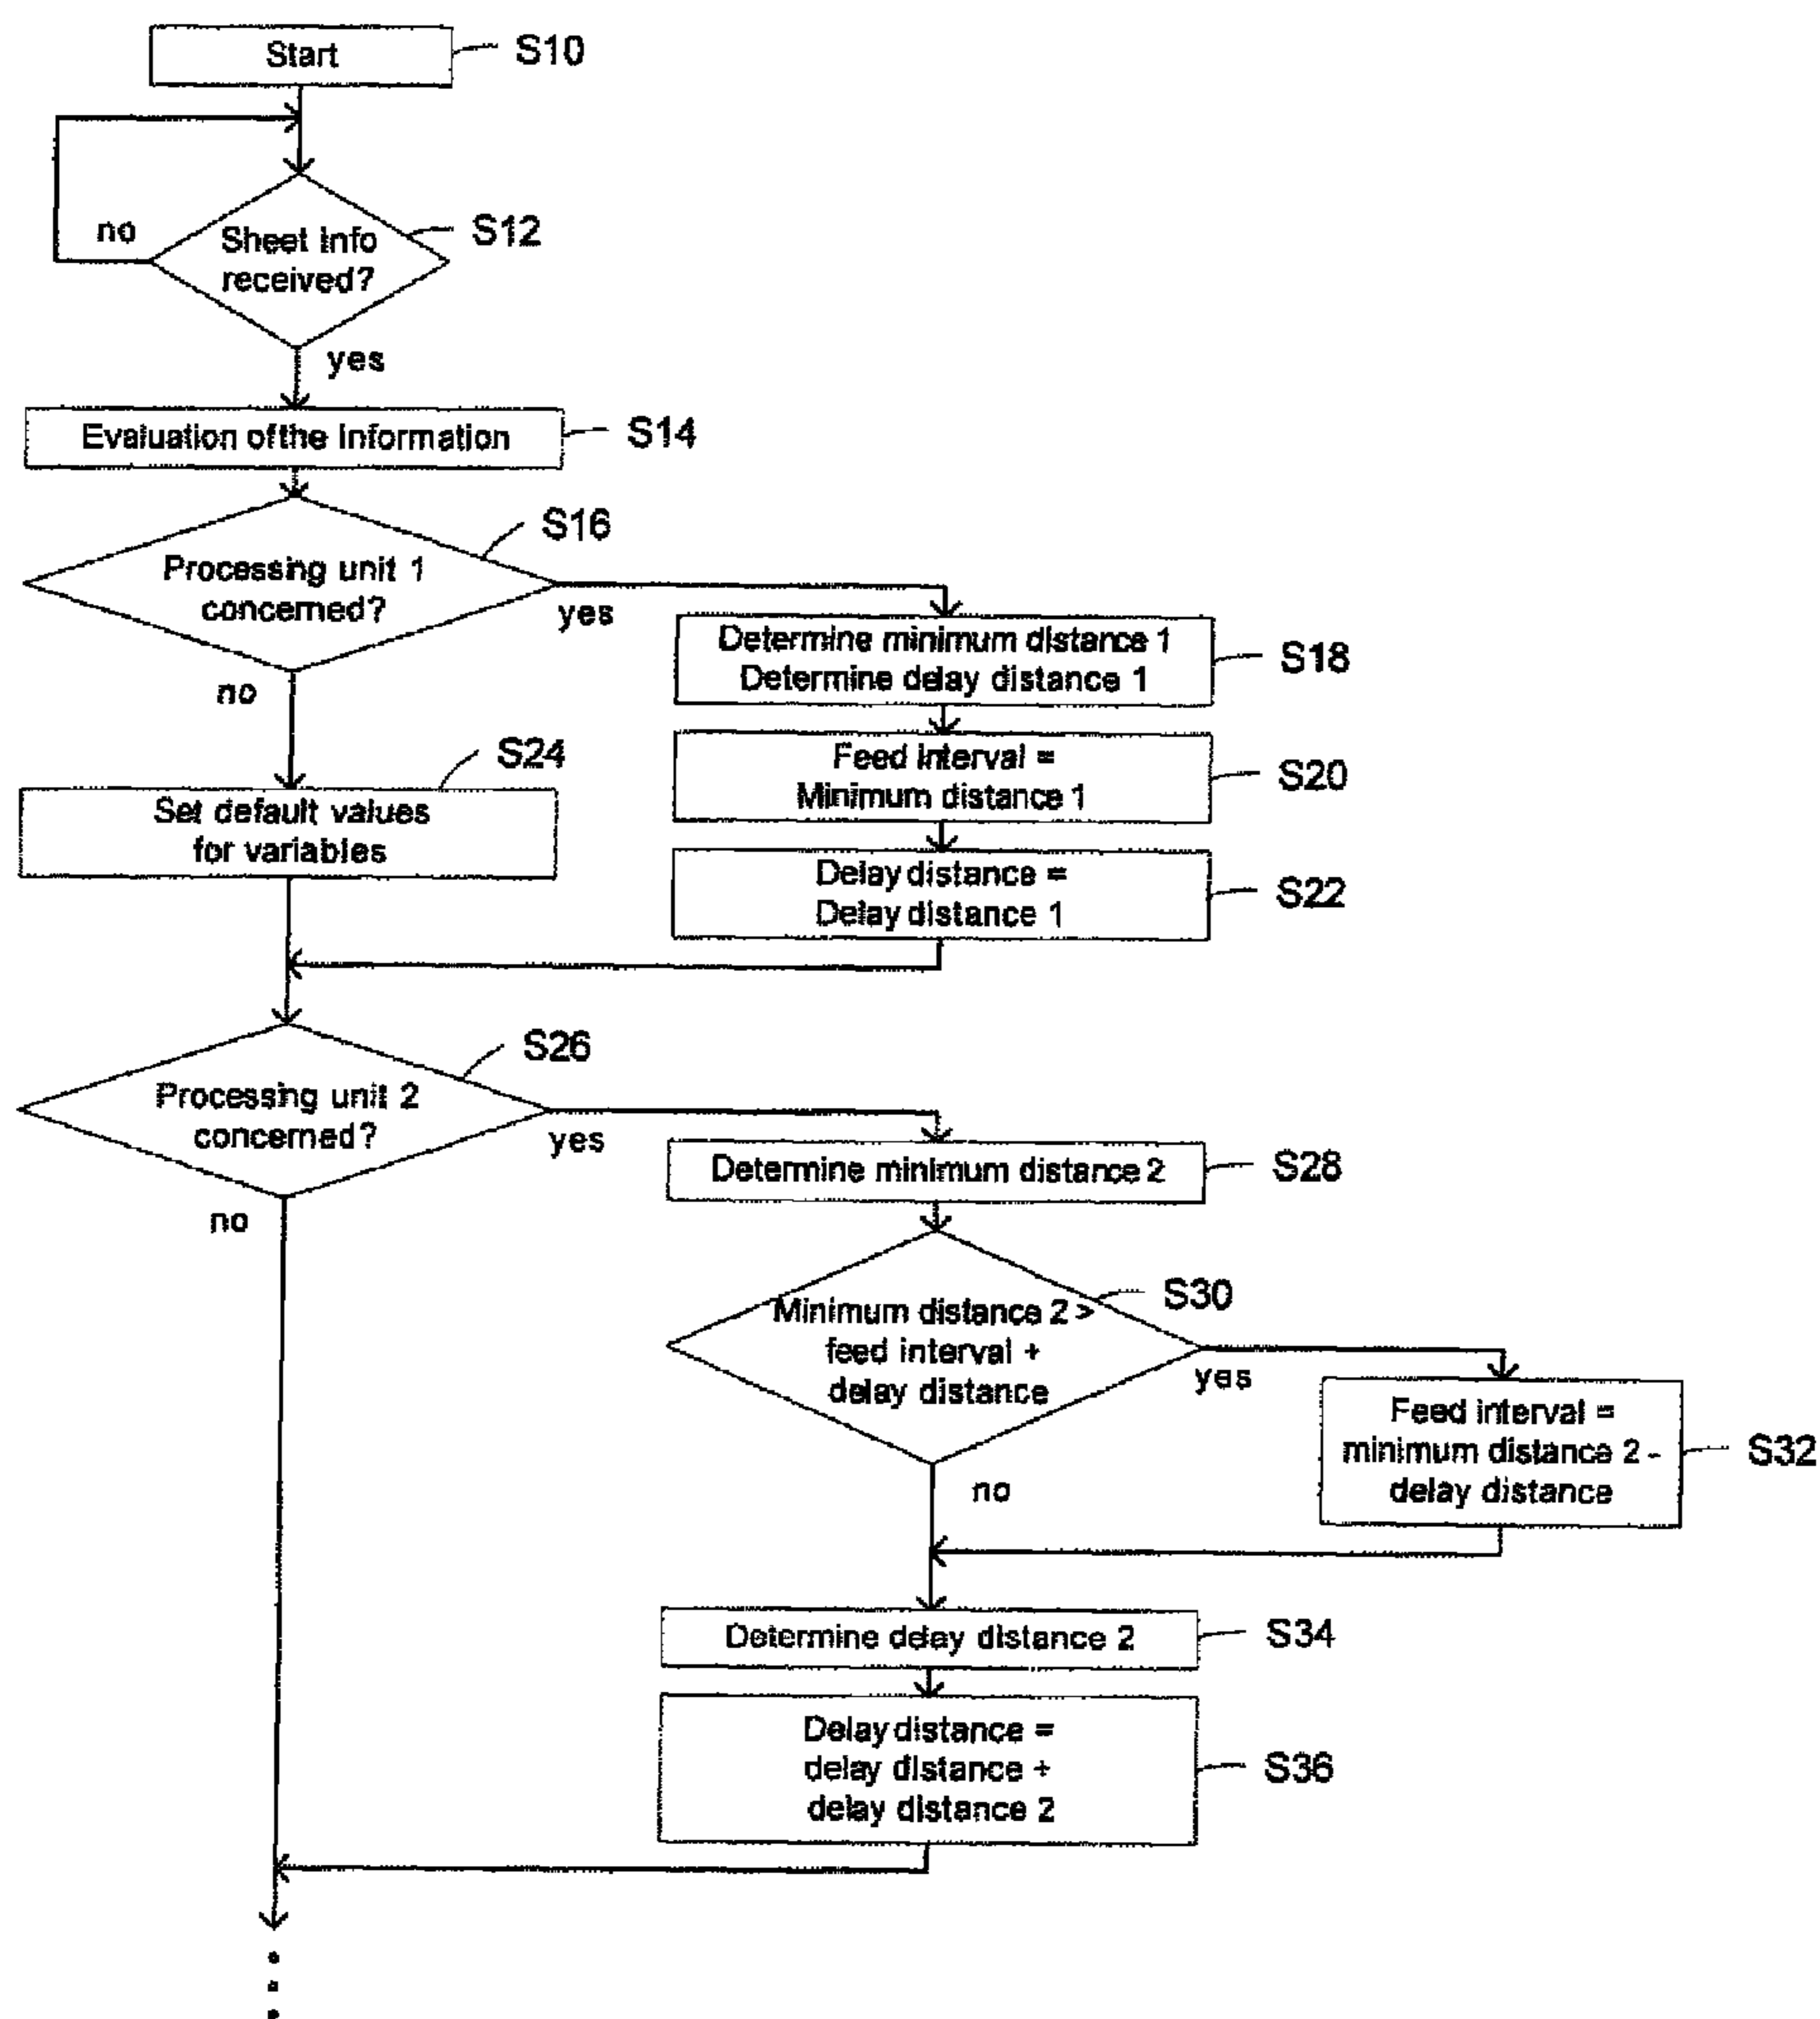 Start
S10
Sheet info
received?
S12
no
yes
Evaluation of the information
S14
Processing unit 1
concerned?
S16
yes
no
Determine minimum distance 1
Determine delay distance 1
S18
Feed interval =
Minimum distance 1
S20
Delay distance =
Delay distance 1
S22
Set default values
for variables
S24
Processing unit 2
concerned?
S26
yes
no
Determine minimum distance 2
S28
Minimum distance 2 >
feed interval +
delay distance
S30
yes
no
Feed interval =
minimum distance 2 -
delay distance
S32
Determine delay distance 2
S34
Delay distance =
delay distance +
delay distance 2
S36